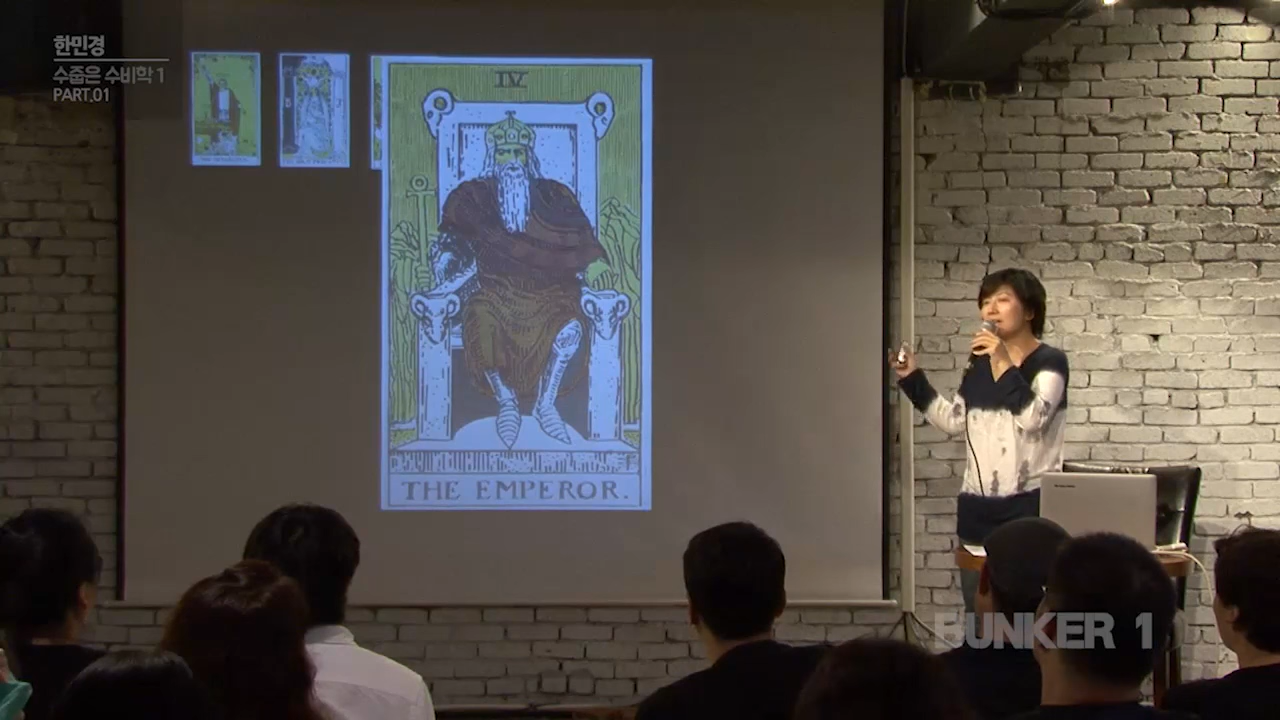 한민경
수줍은 수비학 1
PART.01
IV
THE EMPEROR.
BUNKER 1